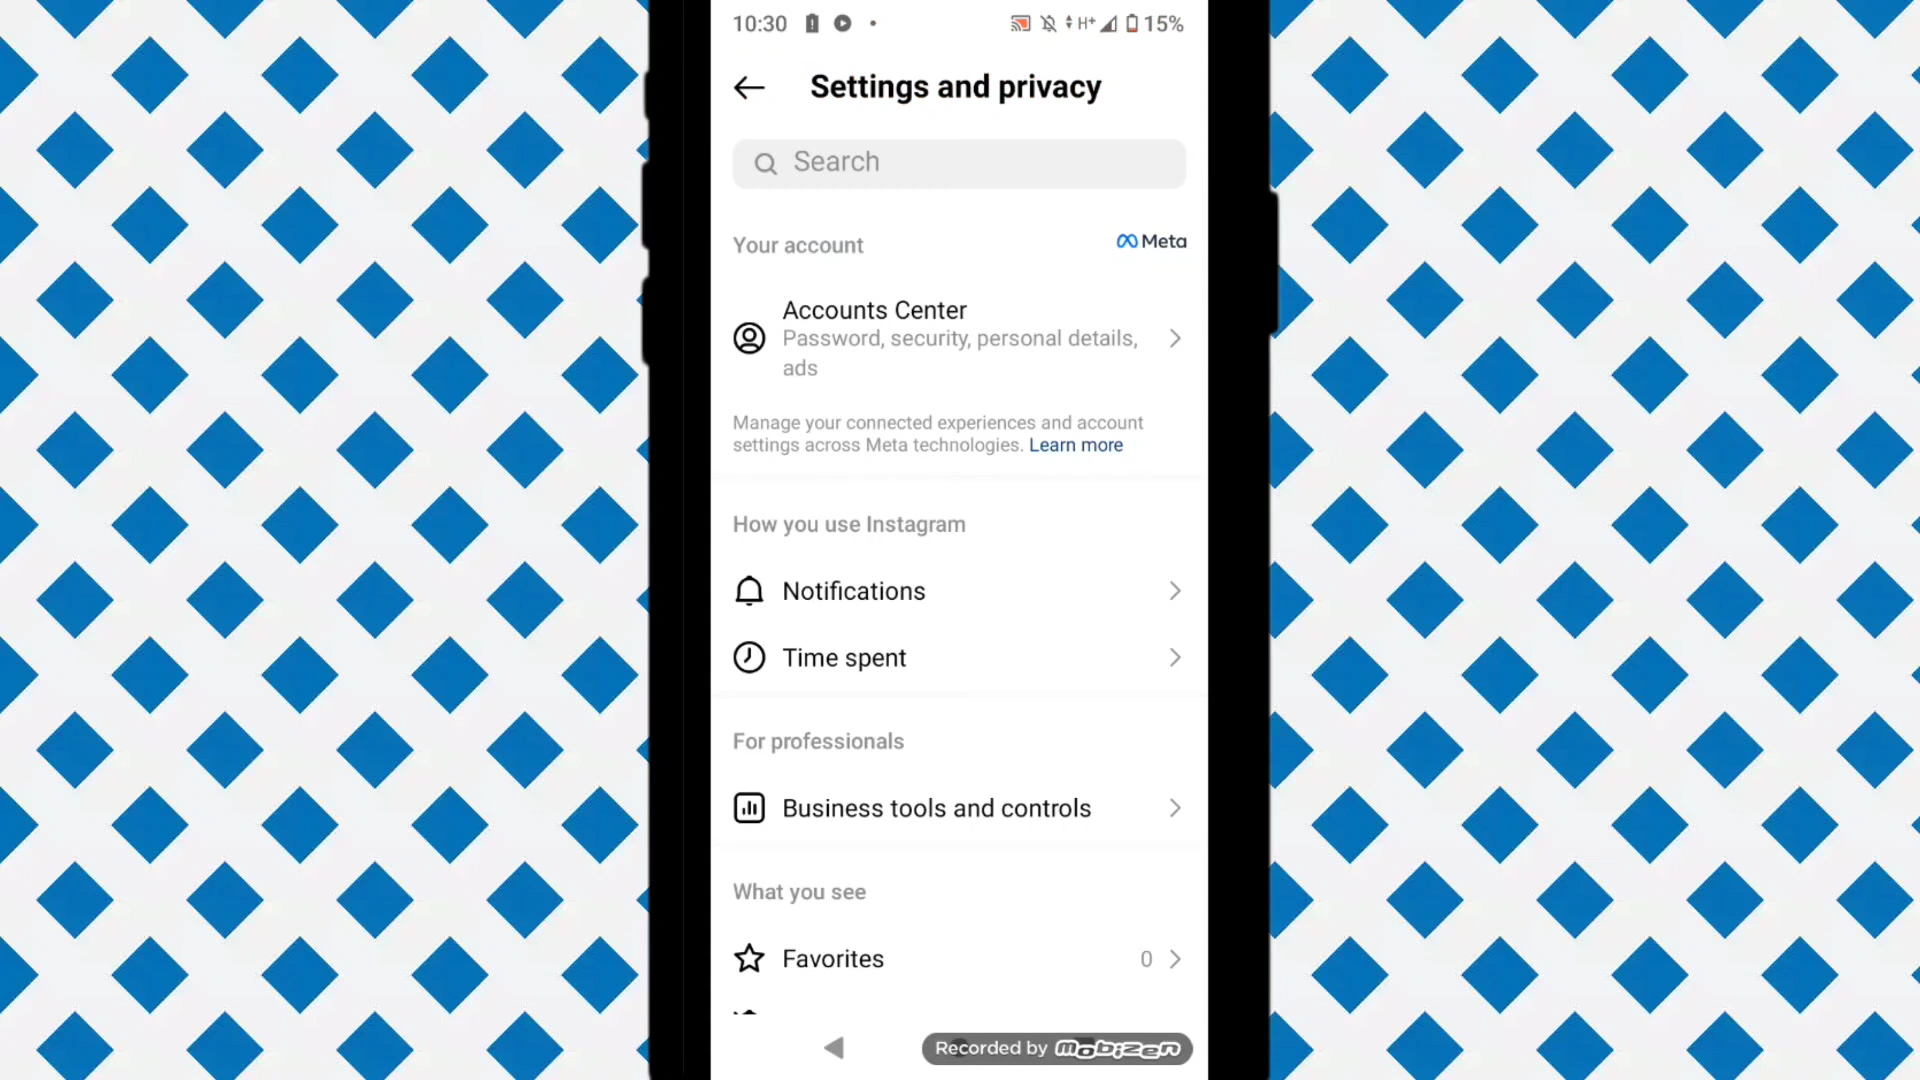 10:30
H+ 15%
Settings and privacy
Search
Your account
Meta
Accounts Center
Password, security, personal details,
ads
Manage your connected experiences and account
settings across Meta technologies. Learn more
How you use Instagram
Notifications
Time spent
For professionals
Business tools and controls
What you see
Favorites
0
Recorded by mobizen